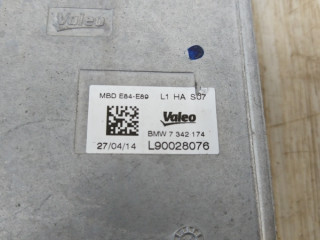 Valeo
MBD E84-E89 L1 HA S07
Valeo
BMW 7 342 174
27/04/14 L90028076